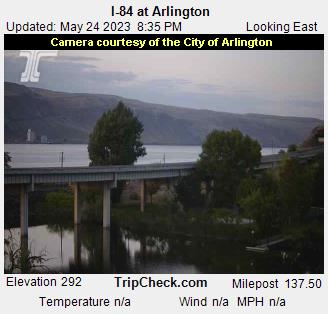 I-84 at Arlington
Updated: May 24 2023 8:35 PM Looking East
Camera courtesy of the City of Arlington
Elevation 292 TripCheck.com Milepost 137.50
Temperature n/a Wind n/a MPH n/a